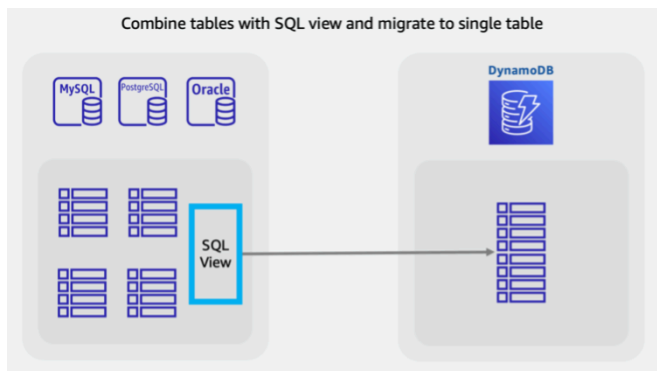 Combine tables with SQL view and migrate to single table
MySQL
PostgreSQL
Oracle
DynamoDB
SQL
View